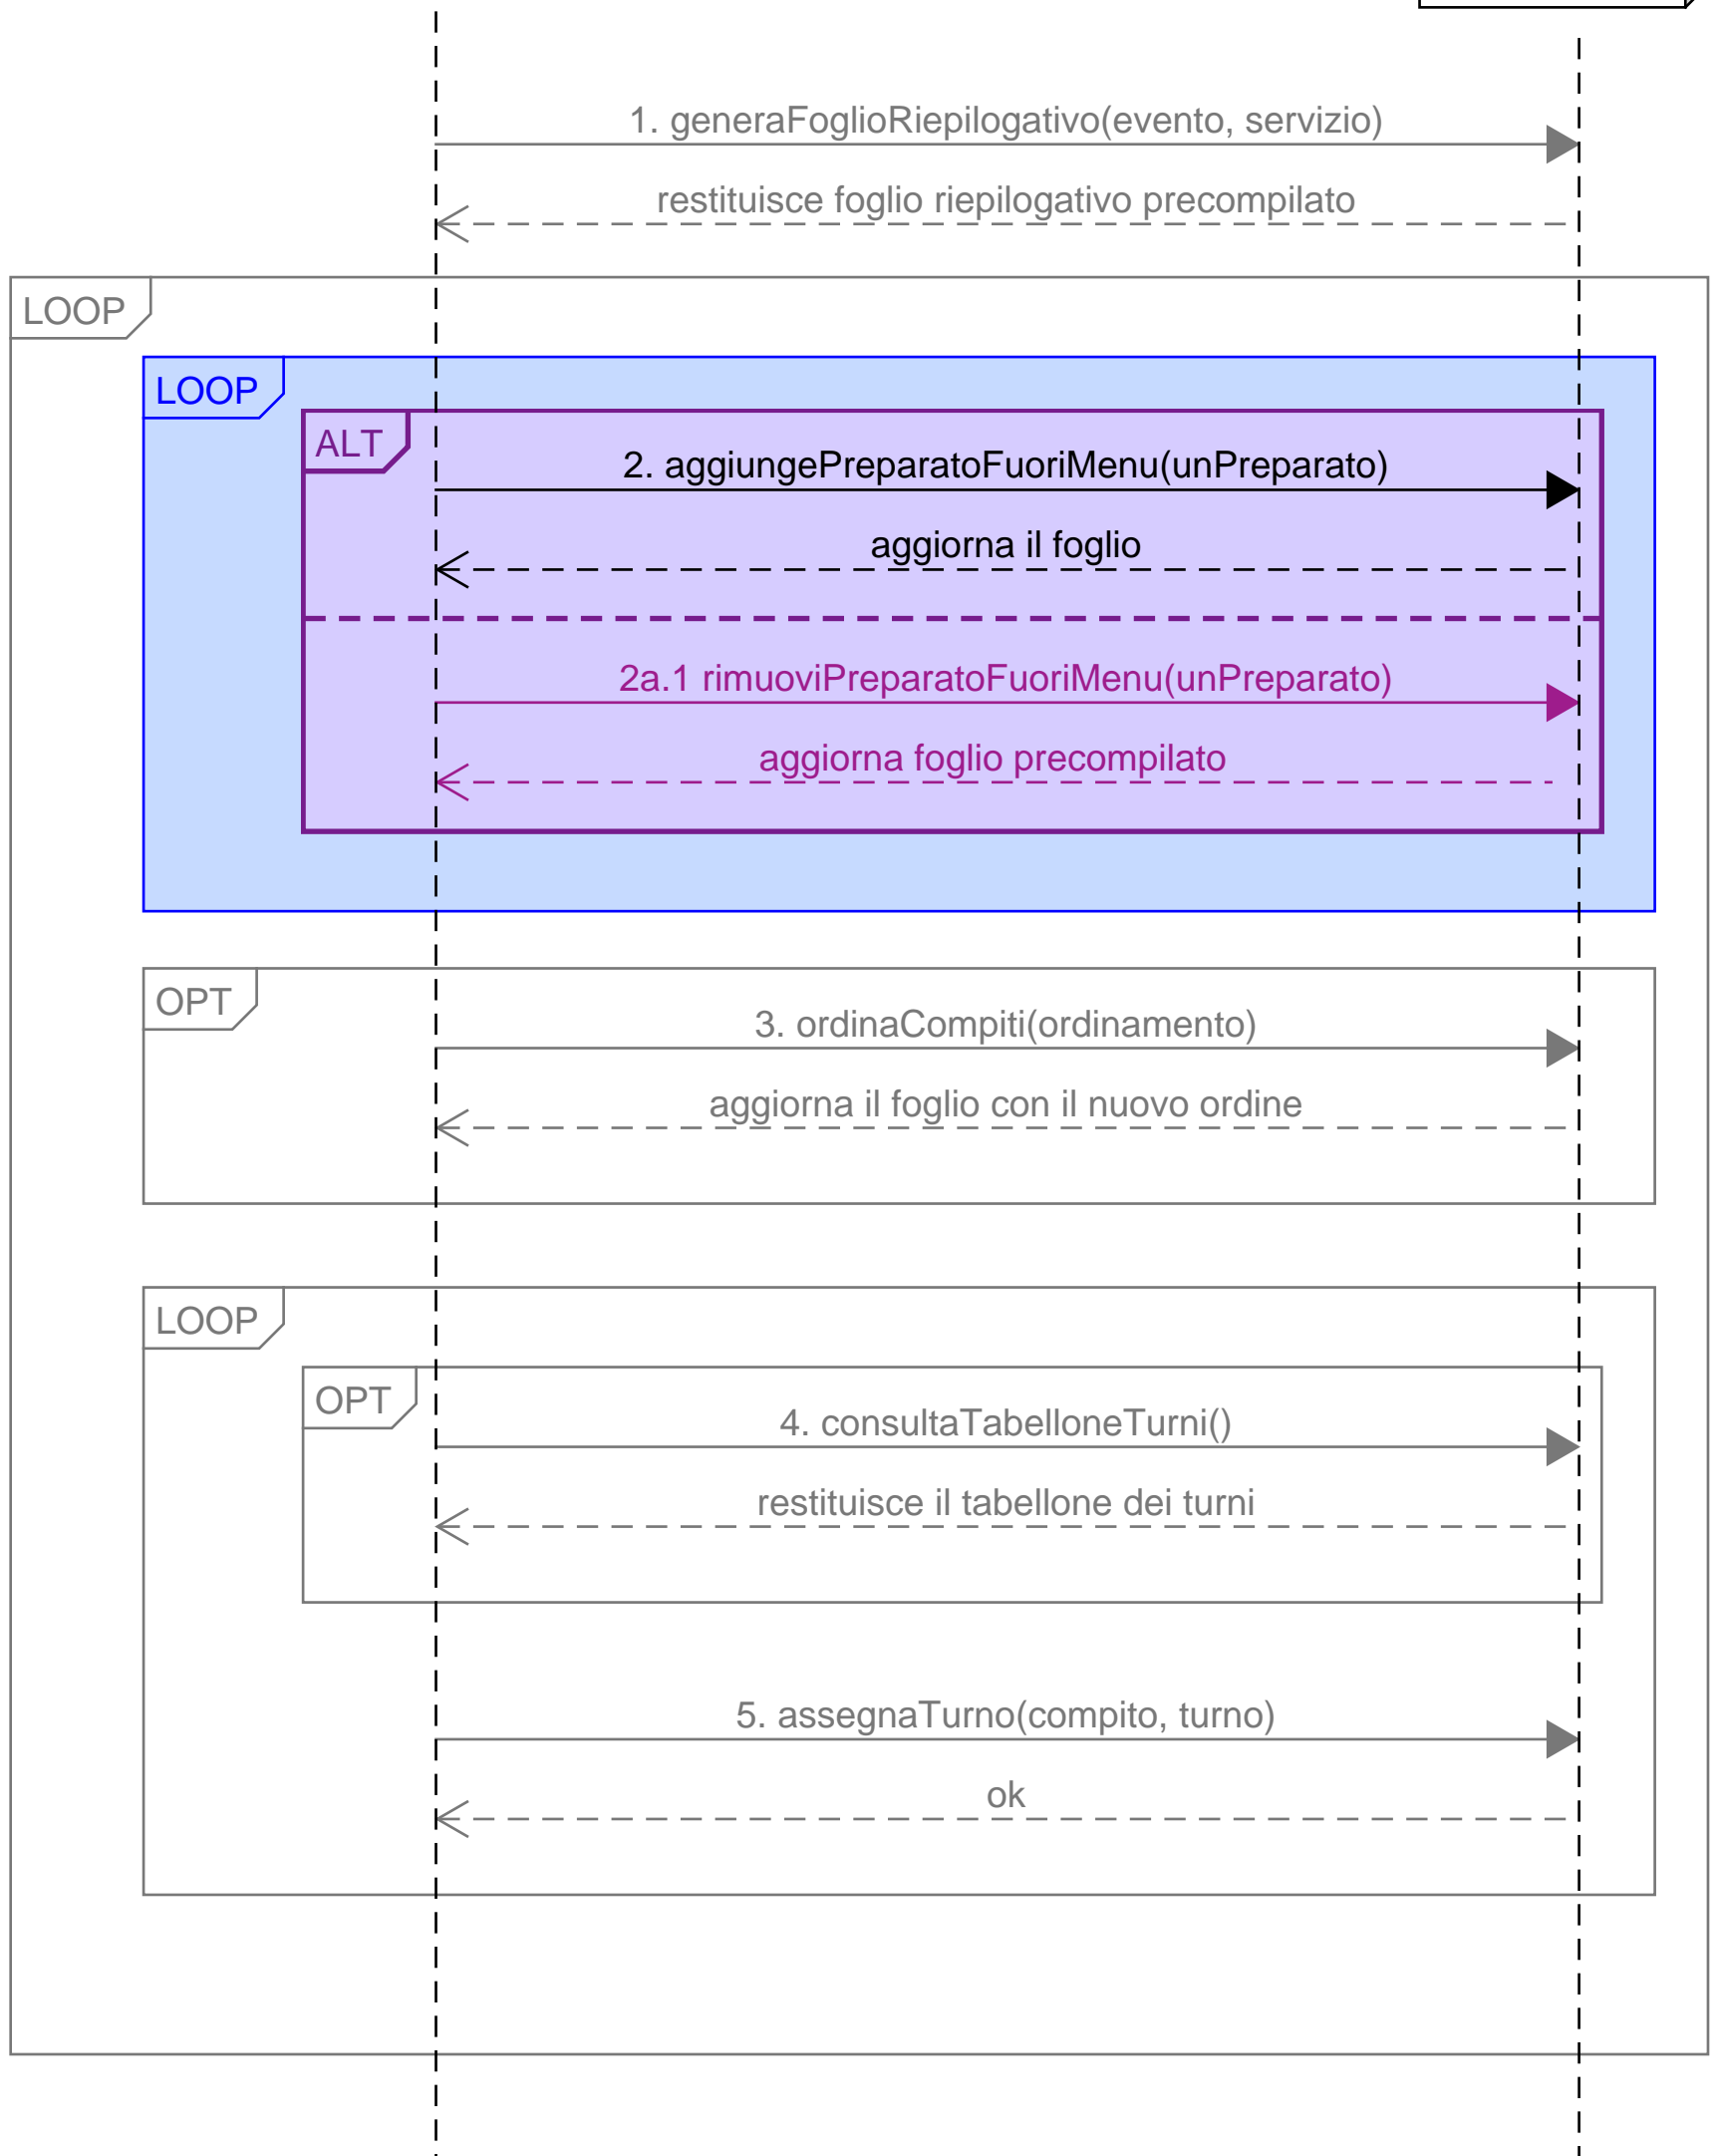 1. generaFoglioRiepilogativo(evento, servizio)
restituisce foglio riepilogativo precompilato
LOOP
LOOP
ALT
2. aggiungePreparatoFuoriMenu(unPreparato)
aggiorna il foglio
2a.1 rimuoviPreparatoFuoriMenu(unPreparato)
aggiorna foglio precompilato
OPT
3. ordinaCompiti(ordinamento)
aggiorna il foglio con il nuovo ordine
LOOP
OPT
4. consultaTabelloneTurni()
restituisce il tabellone dei turni
5. assegnaTurno(compito, turno)
ok